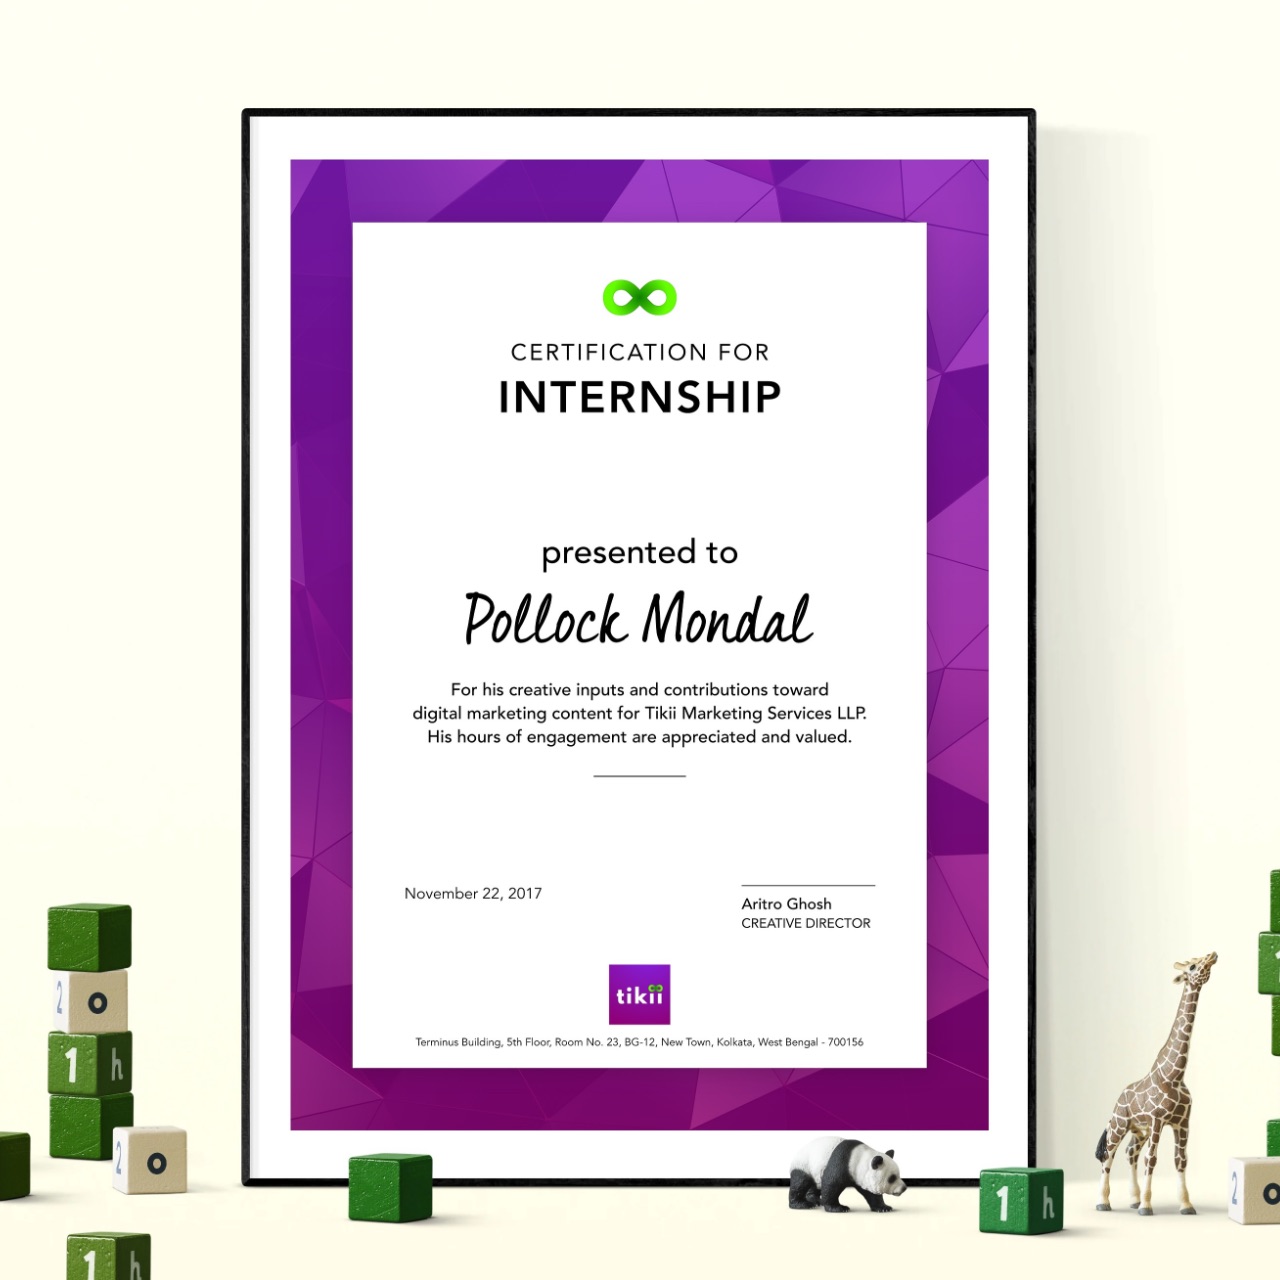 CERTIFICATION FOR
INTERNSHIP
presented to
Pollock Mondal
For his creative inputs and contributions toward
digital marketing content for Tikii Marketing Services LLP.
His hours of engagement are appreciated and valued.
November 22, 2017
Aritro Ghosh
CREATIVE DIRECTOR
tikii
Terminus Building, 5th Floor, Room No. 23, BG-12, New Town, Kolkata, West Bengal - 700156
2 o
1 h
2 o
1 h
1 h
2 o